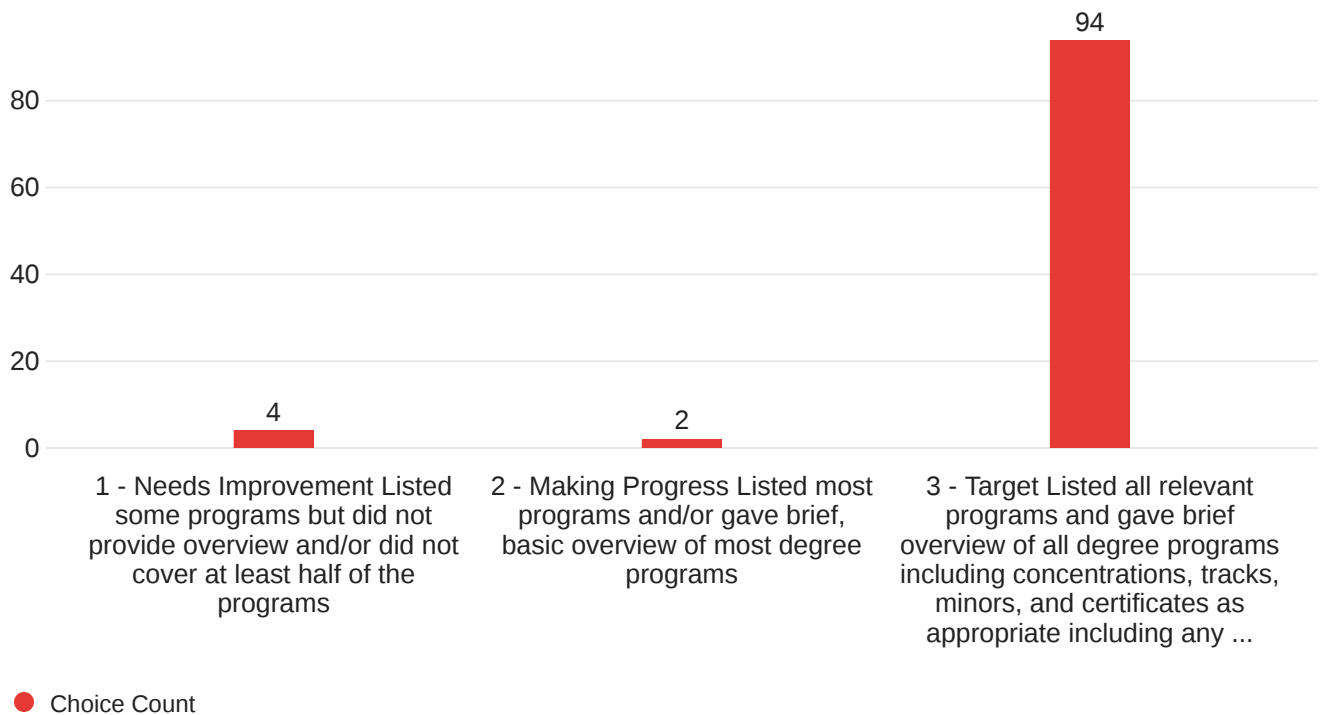 94
80
60
40
20
4
2
0
1 - Needs Improvement Listed
some programs but did not
provide overview and/or did not
cover at least half of the
programs
2 - Making Progress Listed most
programs and/or gave brief,
basic overview of most degree
programs
3 - Target Listed all relevant
programs and gave brief
overview of all degree programs
including concentrations, tracks,
minors, and certificates as
appropriate including any ...
Choice Count